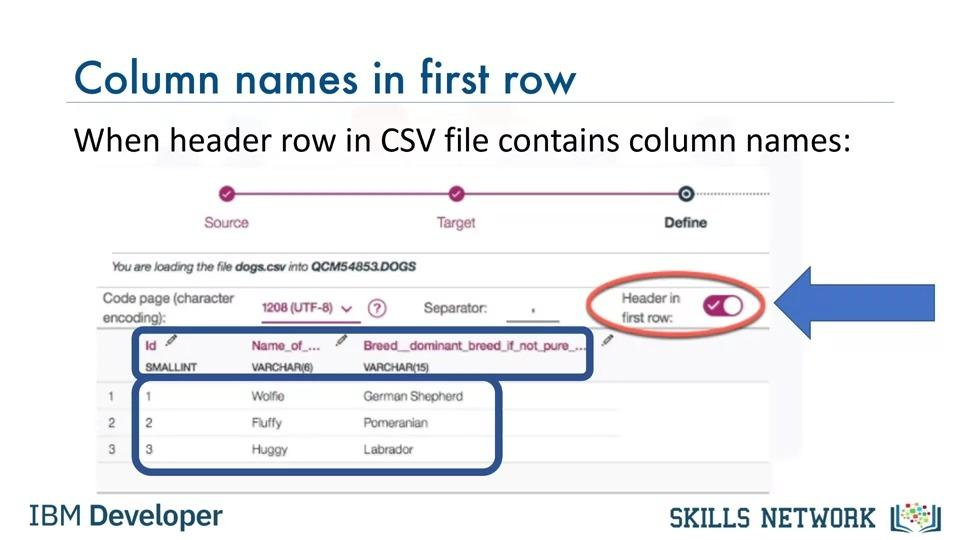 Column names in first row
When header row in CSV file contains column names:
Source Target Define
You are loading the file dogs.csv into QCM54853.DOGS
Code page (character encoding): 1208 (UTF-8) ? Separator: , Header in first row:
Id Name_of_... Breed__dominant_breed_if_not_pure_...
SMALLINT VARCHAR(6) VARCHAR(15)
1 1 Wolfie German Shepherd
2 2 Fluffy Pomeranian
3 3 Huggy Labrador
IBM Developer
SKILLS NETWORK